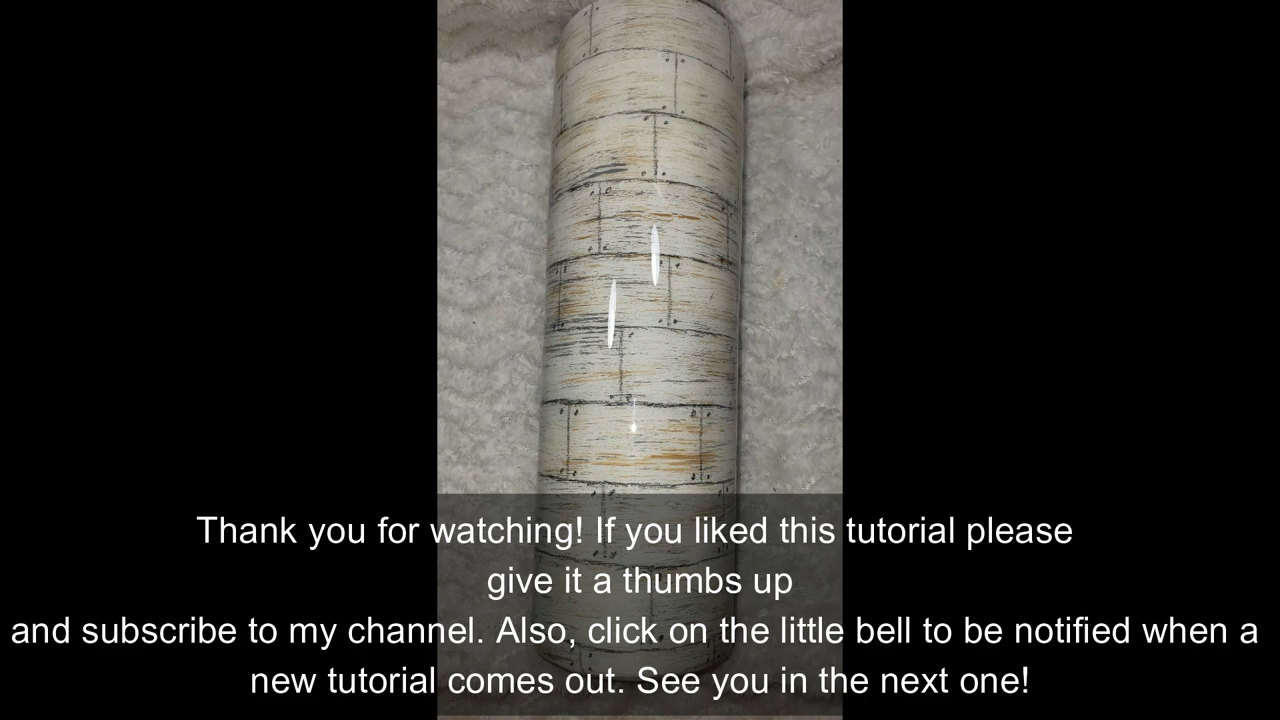 Thank you for watching! If you liked this tutorial please
give it a thumbs up
and subscribe to my channel. Also, click on the little bell to be notified when a
new tutorial comes out. See you in the next one!